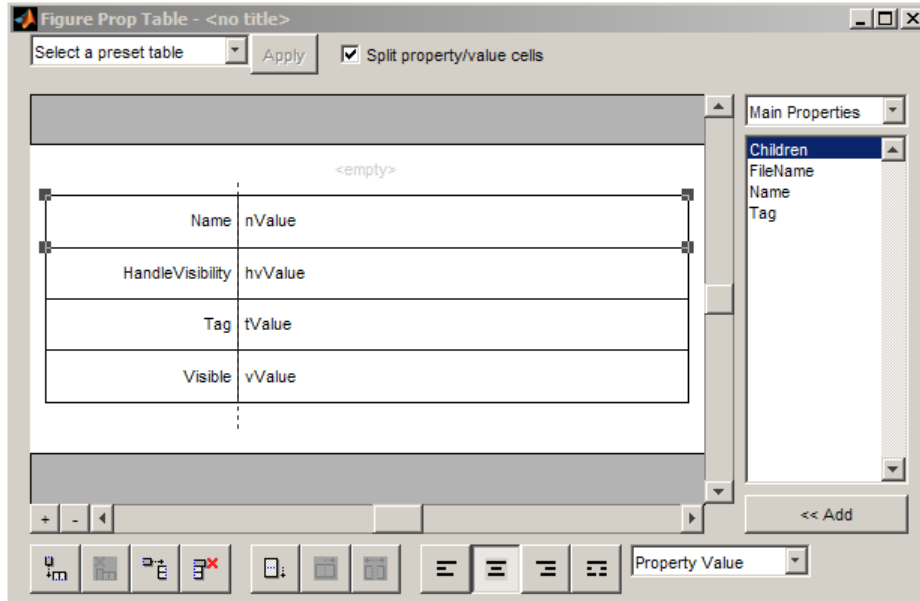 Figure Prop Table - <no title>
Select a preset table
Apply
Split property/value cells
Main Properties
Children
FileName
Name
Tag
<empty>
Name nValue
HandleVisibility hvValue
Tag tValue
Visible vValue
+ -
<< Add
Property Value